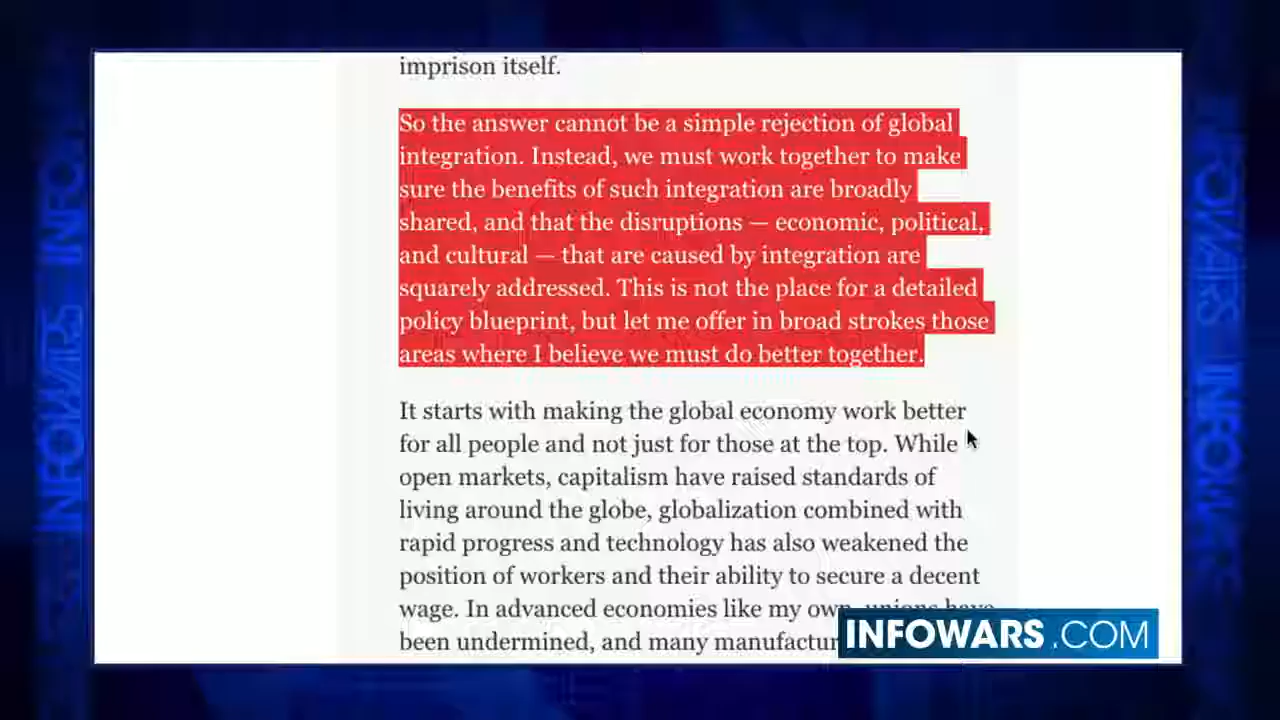 imprison itself.
So the answer cannot be a simple rejection of global
integration. Instead, we must work together to make
sure the benefits of such integration are broadly
shared, and that the disruptions — economic, political,
and cultural — that are caused by integration are
squarely addressed. This is not the place for a detailed
policy blueprint, but let me offer in broad strokes those
areas where I believe we must do better together.
It starts with making the global economy work better
for all people and not just for those at the top. While
open markets, capitalism have raised standards of
living around the globe, globalization combined with
rapid progress and technology has also weakened the
position of workers and their ability to secure a decent
wage. In advanced economies like my own, unions have
been undermined, and many manufactur
INFOWARS.COM